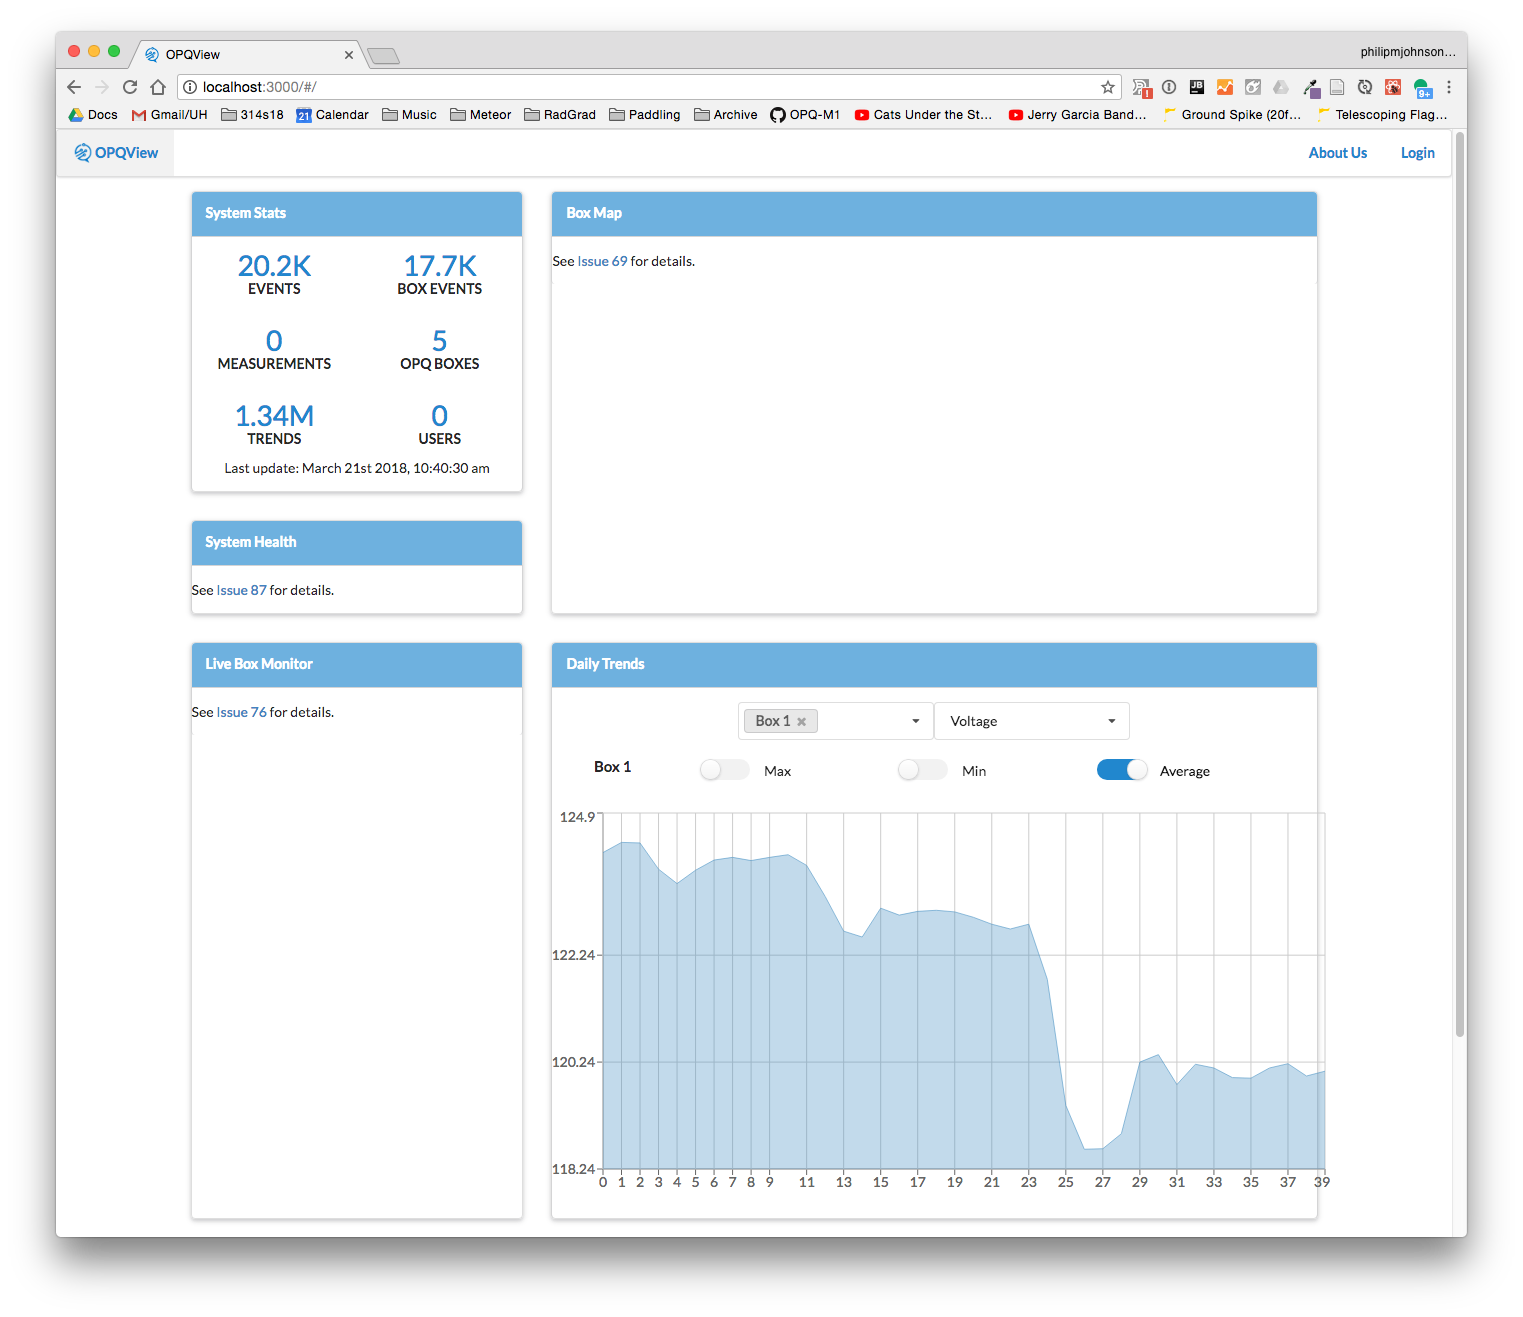 OPQView
philipmjohnson...
localhost:3000/#/
Docs Gmail/UH 314s18 21 Calendar Music Meteor RadGrad Paddling Archive OPQ-M1 Cats Under the St... Jerry Garcia Band... Ground Spike (20f... Telescoping Flag...
JB
9+
OPQView About Us Login
System Stats
20.2K 17.7K
EVENTS BOX EVENTS
0 5
MEASUREMENTS OPQ BOXES
1.34M 0
TRENDS USERS
Last update: March 21st 2018, 10:40:30 am
Box Map
See Issue 69 for details.
System Health
See Issue 87 for details.
Live Box Monitor
See Issue 76 for details.
Daily Trends
Box 1 Voltage
Box 1 Max Min Average
124.9
122.24
120.24
118.24
0 1 2 3 4 5 6 7 8 9 11 13 15 17 19 21 23 25 27 29 31 33 35 37 39